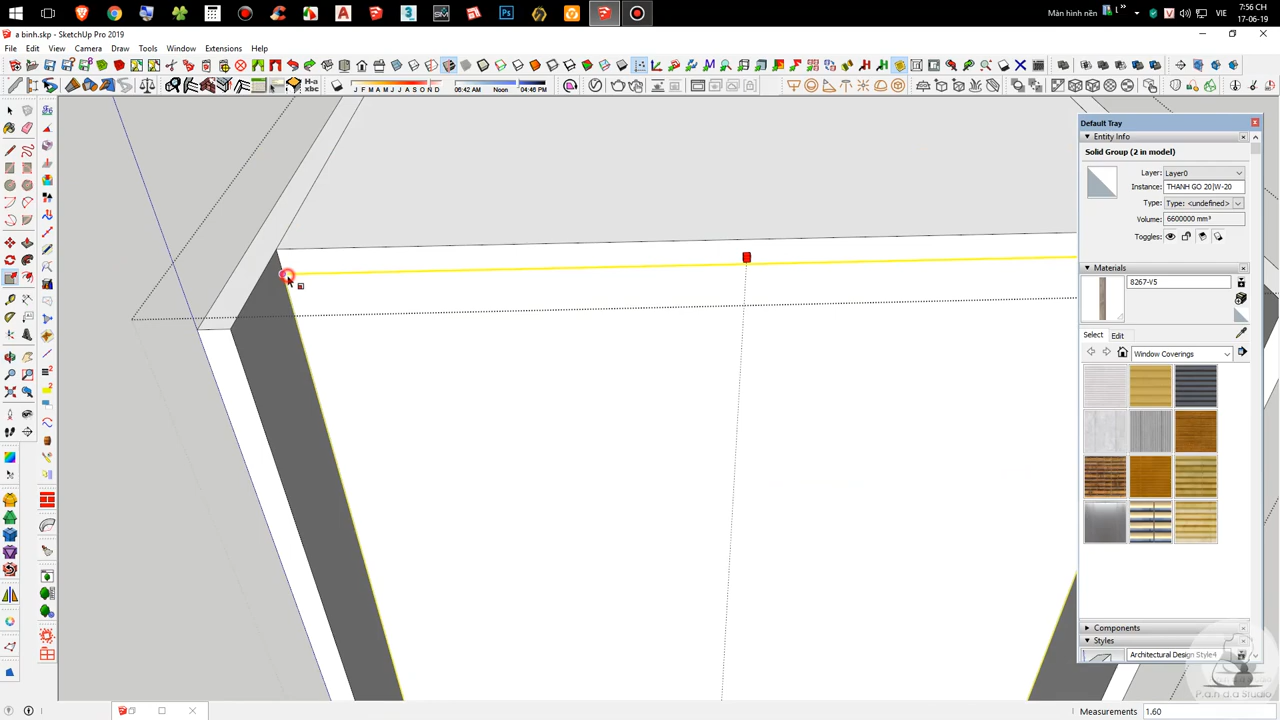 Màn hình nền
VIE
7:56 CH
17-06-19
a binh.skp - SketchUp Pro 2019
File Edit View Camera Draw Tools Window Extensions Help
J F M A M J J A S O N D
06:42 AM Noon 04:46 PM
Default Tray
Entity Info
Solid Group (2 in model)
Layer: Layer0
Instance: THANH GO 20|W-20
Type: Type: <undefined>
Volume: 6600000 mm³
Toggles:
Materials
8267-V5
Select Edit
Window Coverings
Components
Styles
Architectural Design Style4
P.a.n.d.a Studio
Measurements 1.60